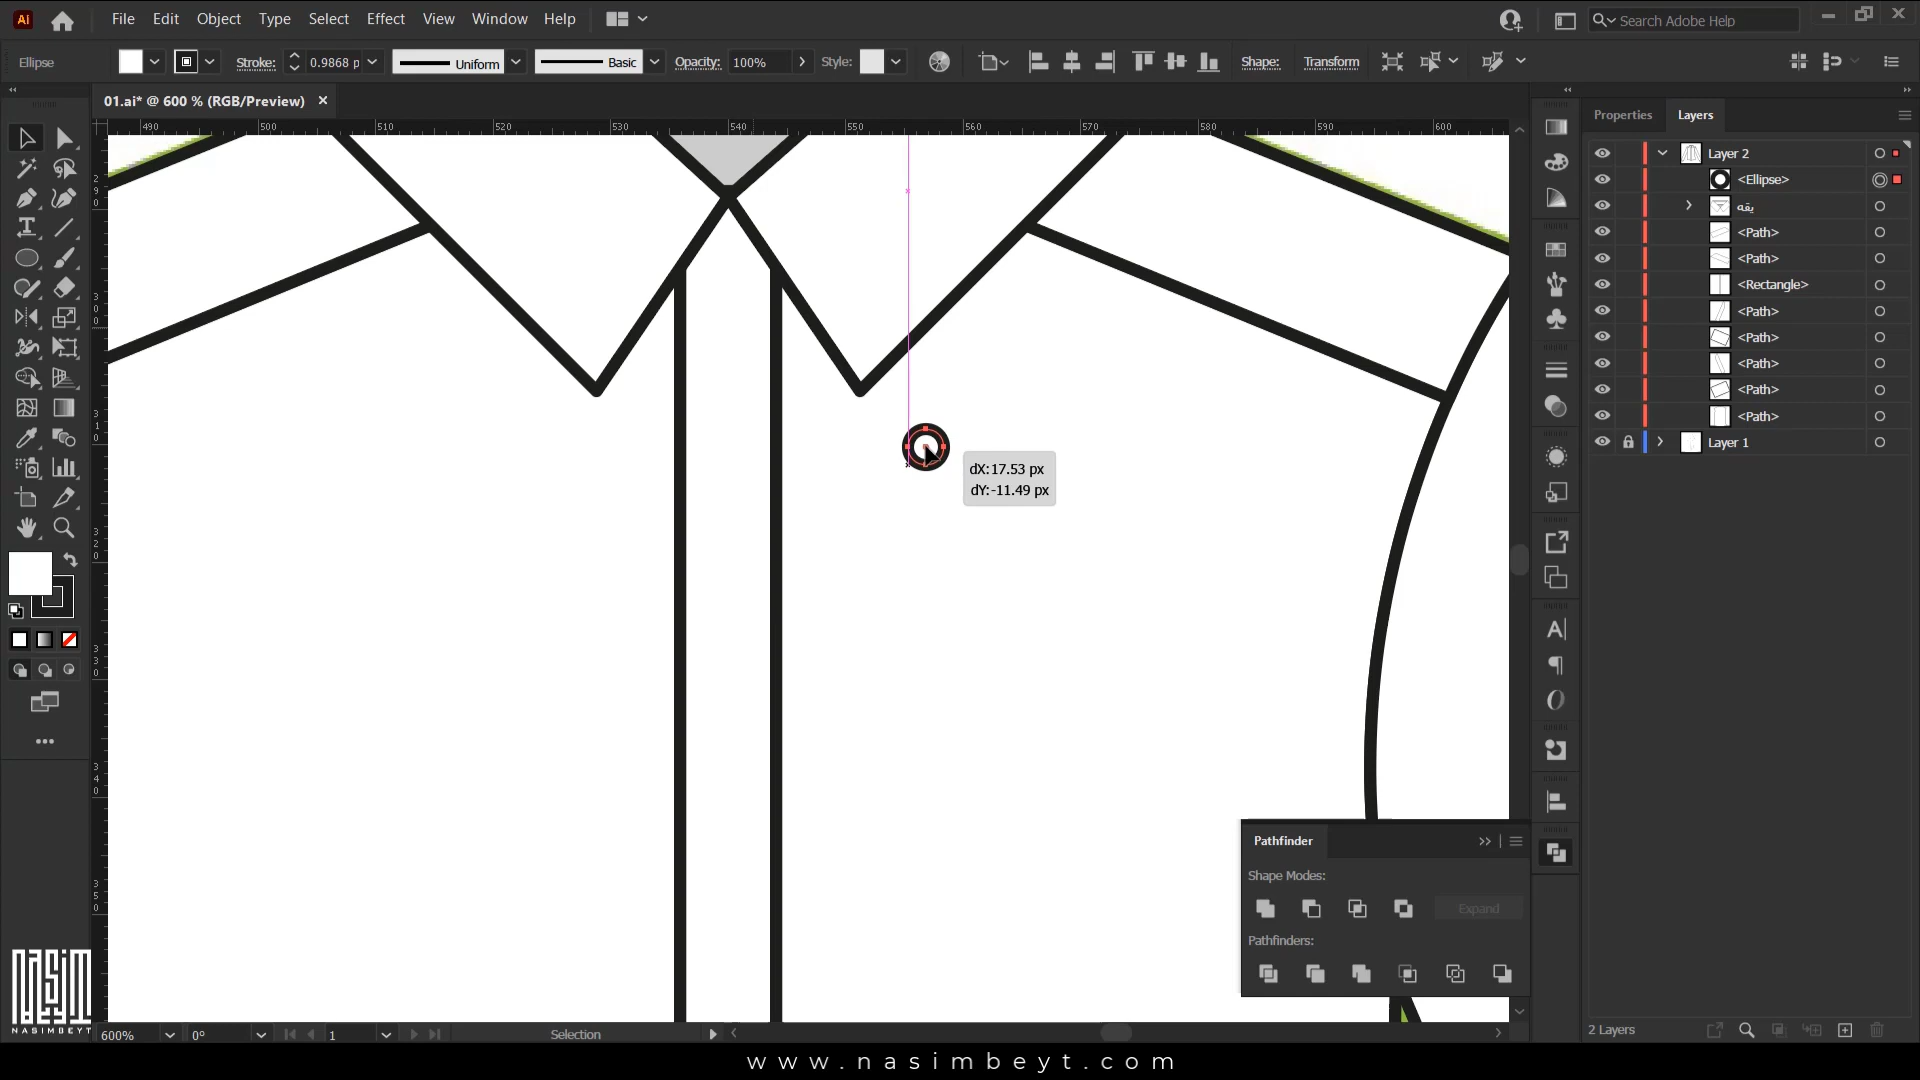 Ai File Edit Object Type Select Effect View Window Help Search Adobe Help
Ellipse Stroke: 0.9868 p Uniform Basic Opacity: 100% Style: Shape: Transform
01.ai* @ 600 % (RGB/Preview)
490 500 510 520 530 540 550 560 570 580 590 600
Properties Layers
Layer 2
<Ellipse>
یقه
<Path>
<Path>
<Rectangle>
<Path>
<Path>
<Path>
<Path>
<Path>
Layer 1
dX:17.53 px
dY:-11.49 px
Pathfinder
Shape Modes:
Expand
Pathfinders:
NASIMBEYT
600% 0° 1 Selection
2 Layers
www.nasimbeyt.com